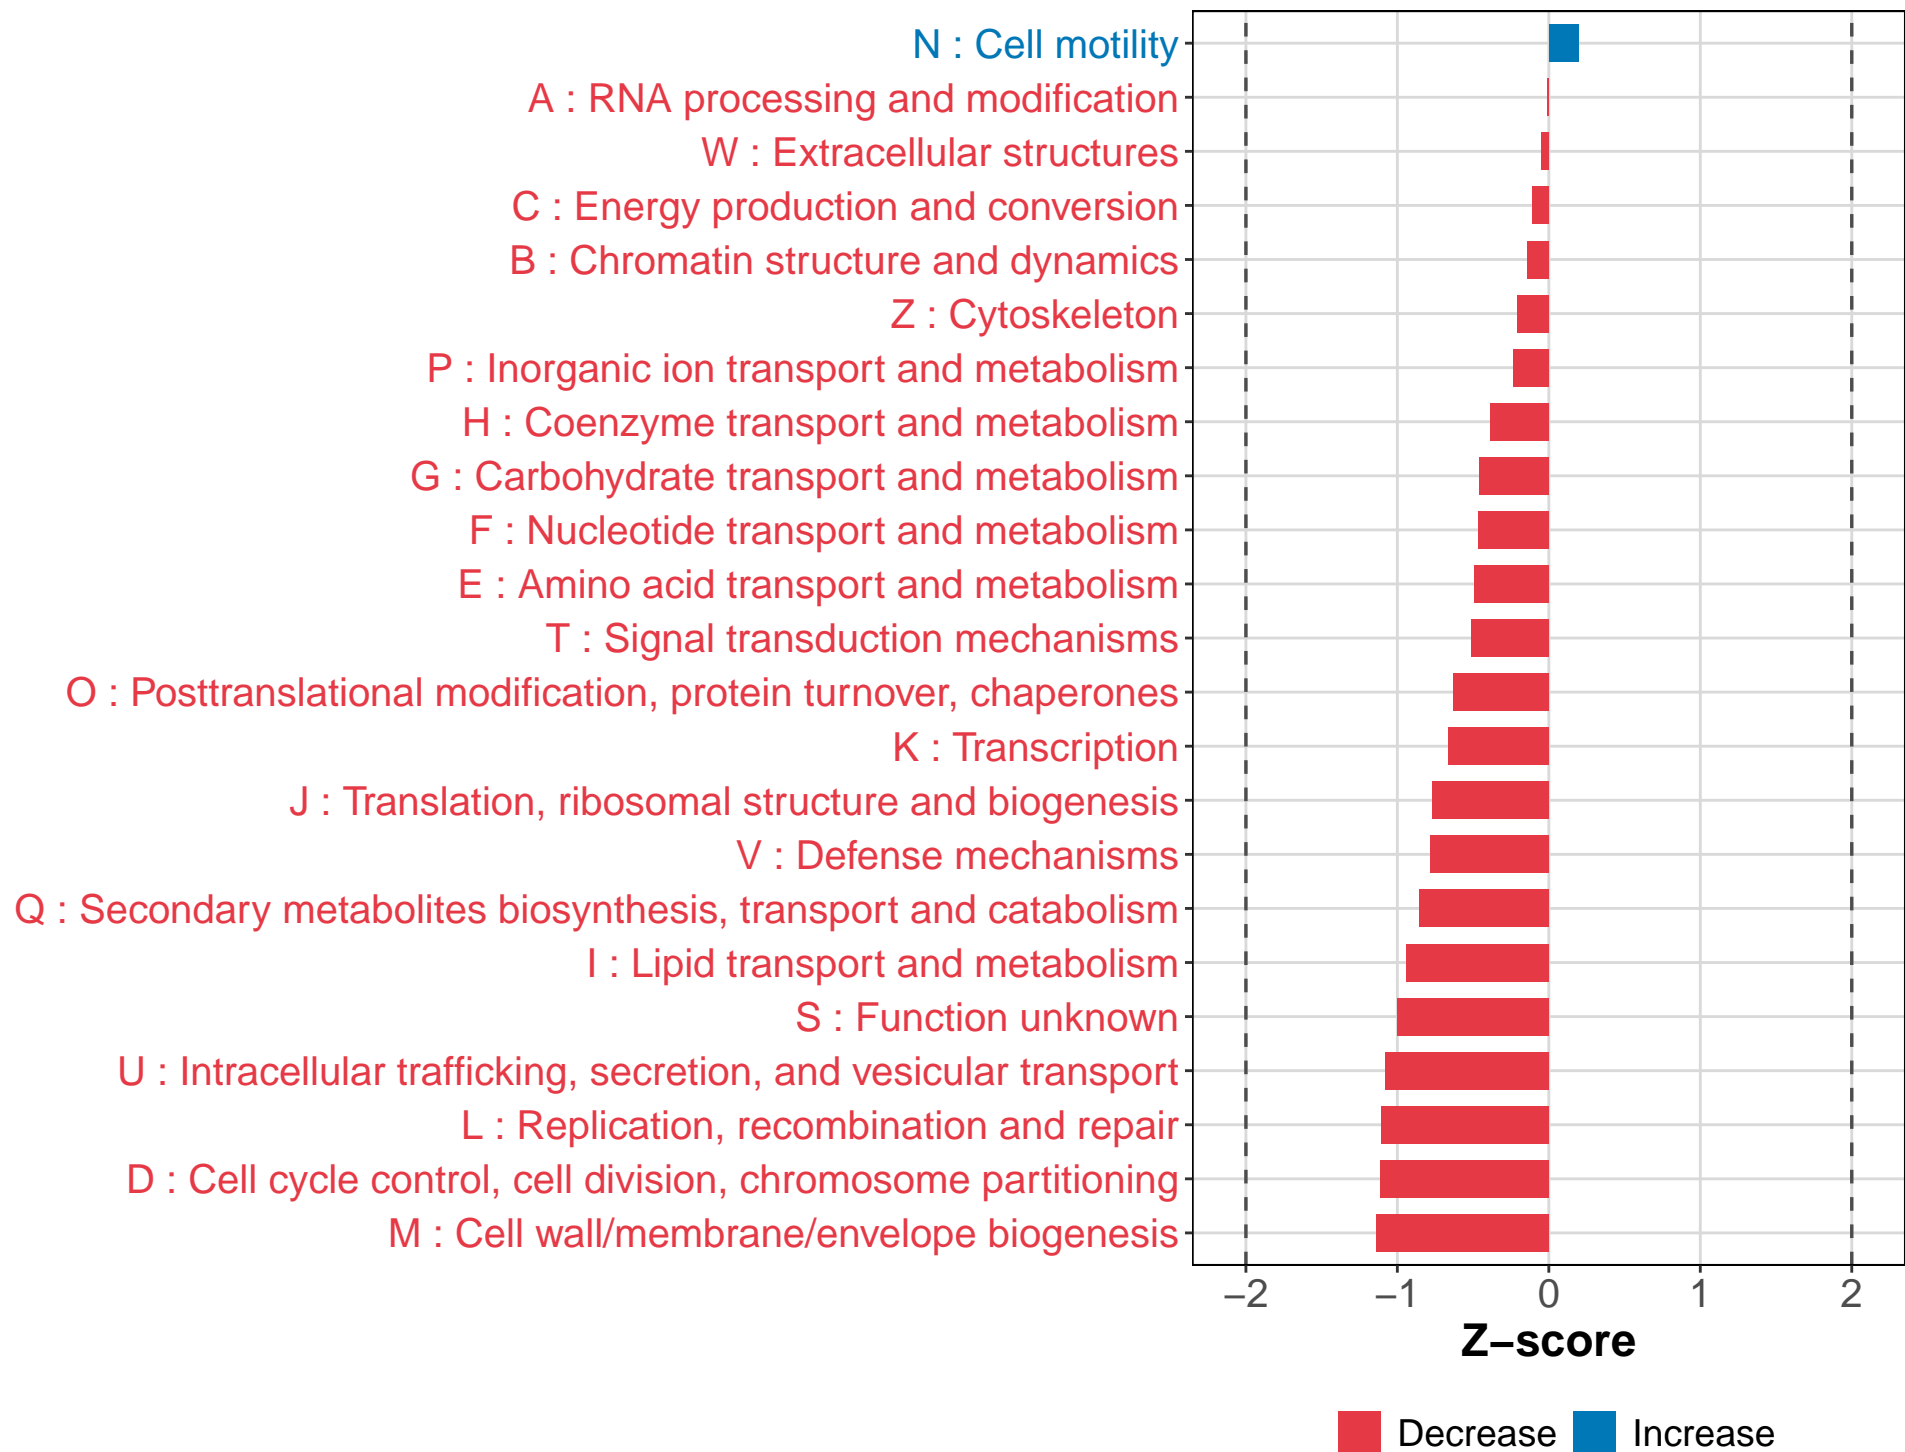 N : Cell motility
A : RNA processing and modification
W : Extracellular structures
C : Energy production and conversion
B : Chromatin structure and dynamics
Z : Cytoskeleton
P : Inorganic ion transport and metabolism
H : Coenzyme transport and metabolism
G : Carbohydrate transport and metabolism
F : Nucleotide transport and metabolism
E : Amino acid transport and metabolism
T : Signal transduction mechanisms
O : Posttranslational modification, protein turnover, chaperones
K : Transcription
J : Translation, ribosomal structure and biogenesis
V : Defense mechanisms
Q : Secondary metabolites biosynthesis, transport and catabolism
I : Lipid transport and metabolism
S : Function unknown
U : Intracellular trafficking, secretion, and vesicular transport
L : Replication, recombination and repair
D : Cell cycle control, cell division, chromosome partitioning
M : Cell wall/membrane/envelope biogenesis
−2 −1 0 1 2
Z−score
Decrease Increase